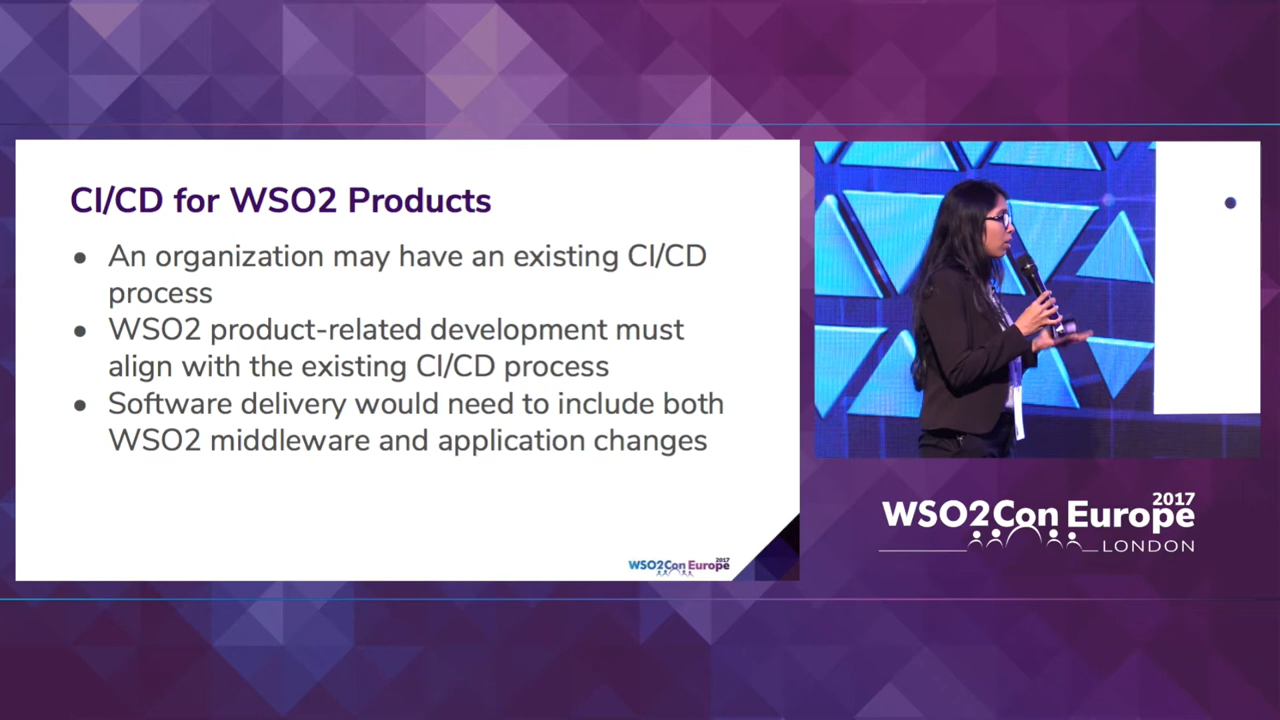 CI/CD for WSO2 Products
● An organization may have an existing CI/CD
process
● WSO2 product-related development must
align with the existing CI/CD process
● Software delivery would need to include both
WSO2 middleware and application changes
WSO2Con Europe 2017
WSO2Con Europe 2017
LONDON